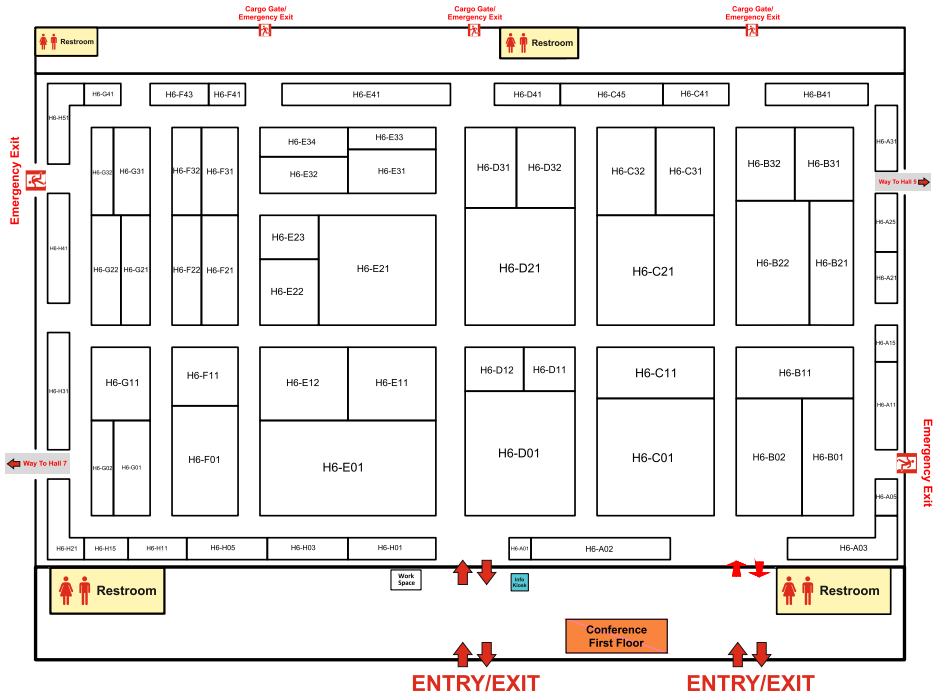 Cargo Gate/
Emergency Exit
Cargo Gate/
Emergency Exit
Cargo Gate/
Emergency Exit
Restroom
Restroom
H6-G41
H6-F43
H6-F41
H6-E41
H6-D41
H6-C45
H6-C41
H6-B41
H6-H51
H6-A31
Emergency Exit
H6-G32
H6-G31
H6-F32
H6-F31
H6-E34
H6-E33
H6-E32
H6-E31
H6-D31
H6-D32
H6-C32
H6-C31
H6-B32
H6-B31
Way To Hall 5
H6-H41
H6-G22
H6-G21
H6-F22
H6-F21
H6-E23
H6-E22
H6-E21
H6-D21
H6-C21
H6-B22
H6-B21
H6-A25
H6-A21
H6-A15
H6-H31
H6-G11
H6-F11
H6-E12
H6-E11
H6-D12
H6-D11
H6-C11
H6-B11
H6-A11
Way To Hall 7
H6-G02
H6-G01
H6-F01
H6-E01
H6-D01
H6-C01
H6-B02
H6-B01
Emergency Exit
H6-A05
H6-H21
H6-H15
H6-H11
H6-H05
H6-H03
H6-H01
H6-A01
H6-A02
H6-A03
Restroom
Work
Space
Info
Kiosk
Restroom
Conference
First Floor
ENTRY/EXIT
ENTRY/EXIT